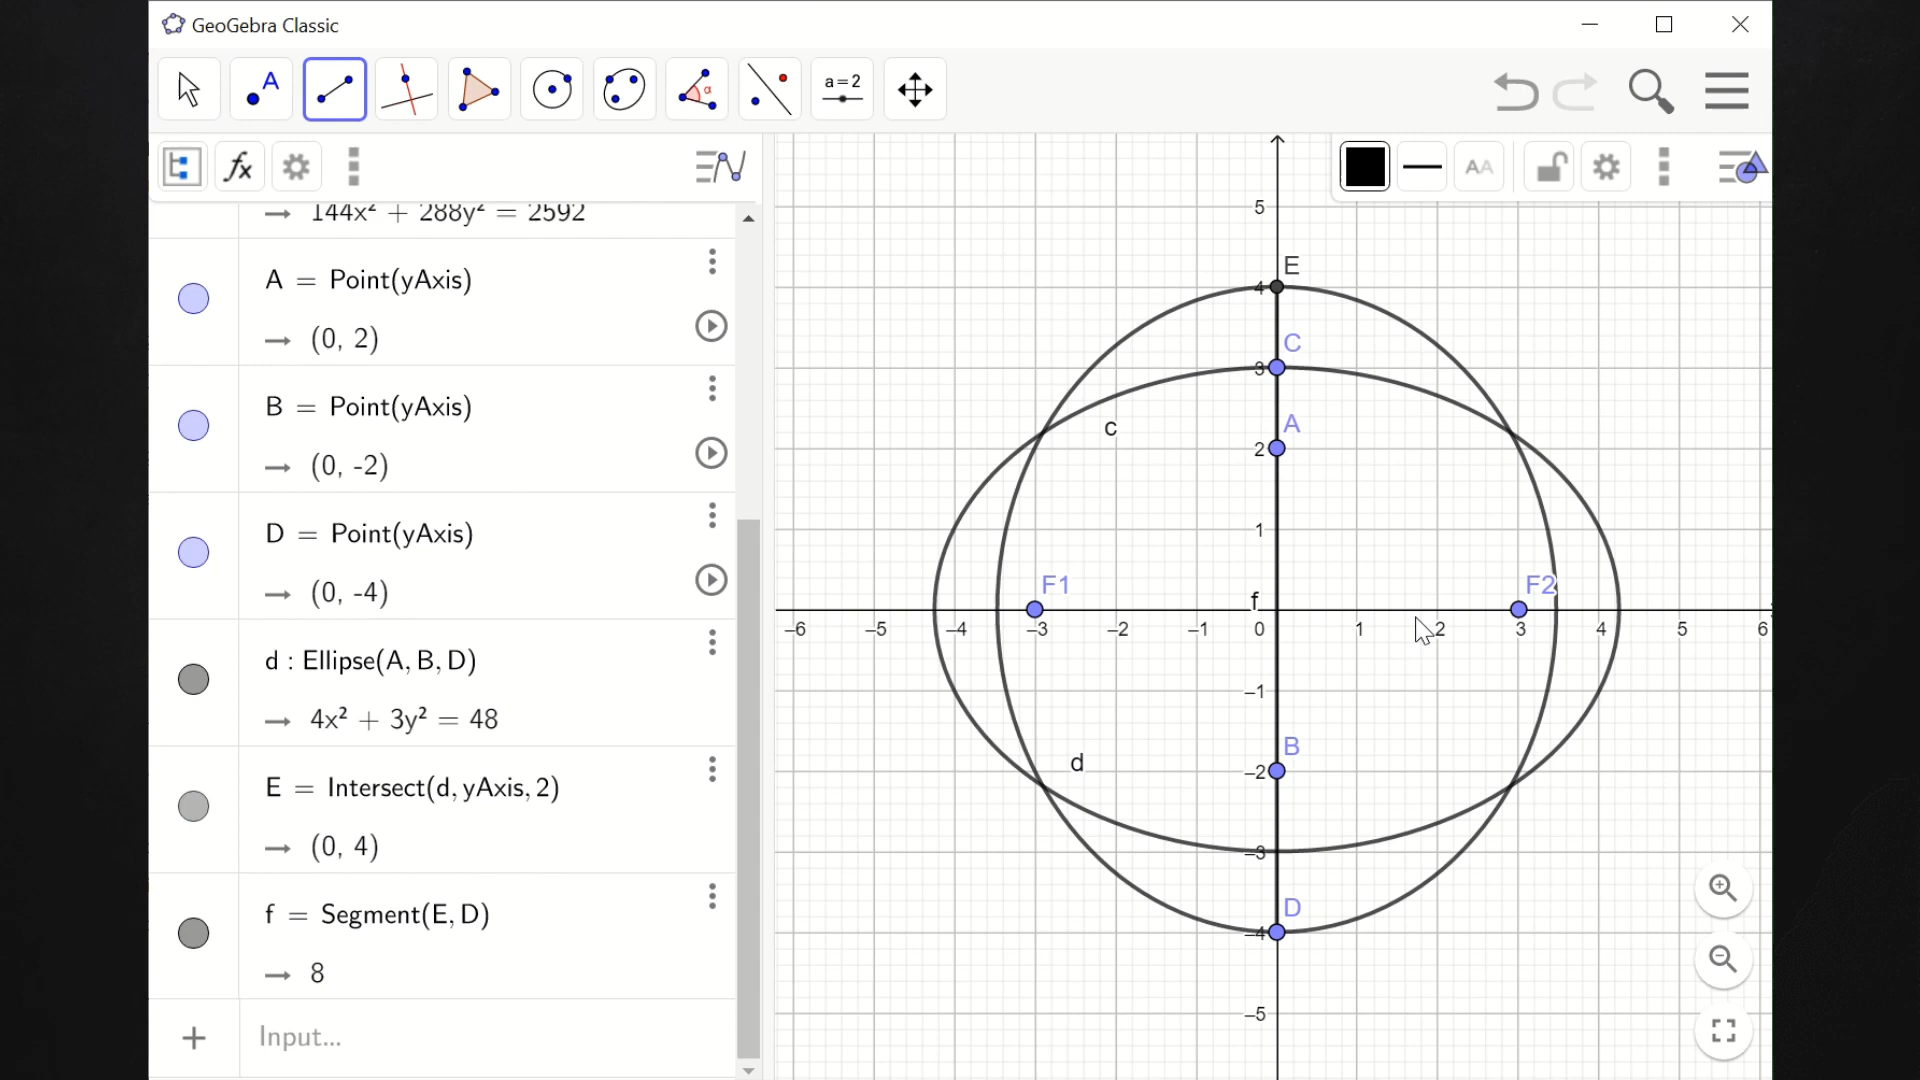 GeoGebra Classic
A
α
a=2
fx
AA
→ 144x² + 288y² = 2592
A = Point(yAxis)
→ (0, 2)
B = Point(yAxis)
→ (0, -2)
D = Point(yAxis)
→ (0, -4)
d : Ellipse(A, B, D)
→ 4x² + 3y² = 48
E = Intersect(d, yAxis, 2)
→ (0, 4)
f = Segment(E, D)
→ 8
+ Input...
5
E
4
C
3
c
A
2
1
F1
f
F2
–6 –5 –4 –3 –2 –1 0 1 2 3 4 5 6
–1
B
d
–2
–3
D
–4
–5